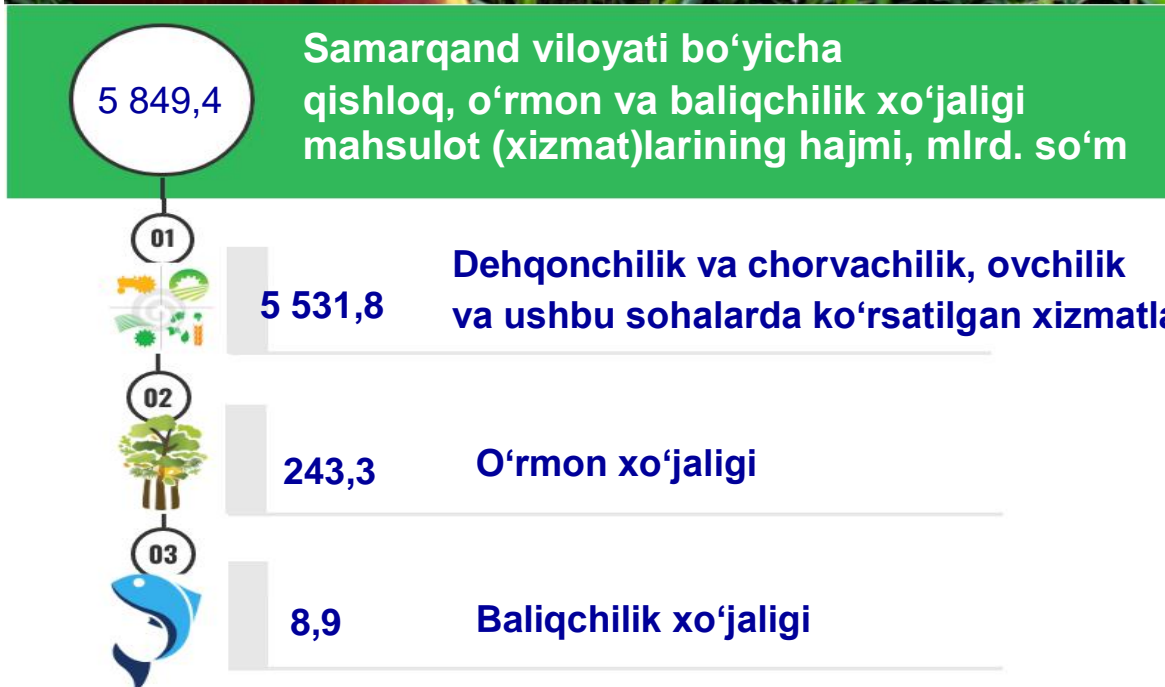 5 849,4
Samarqand viloyati bo‘yicha
qishloq, o‘rmon va baliqchilik xo‘jaligi
mahsulot (xizmat)larining hajmi, mlrd. so‘m
01
5 531,8
Dehqonchilik va chorvachilik, ovchilik
va ushbu sohalarda ko‘rsatilgan
02
243,3
O‘rmon xo‘jaligi
03
8,9
Baliqchilik xo‘jaligi